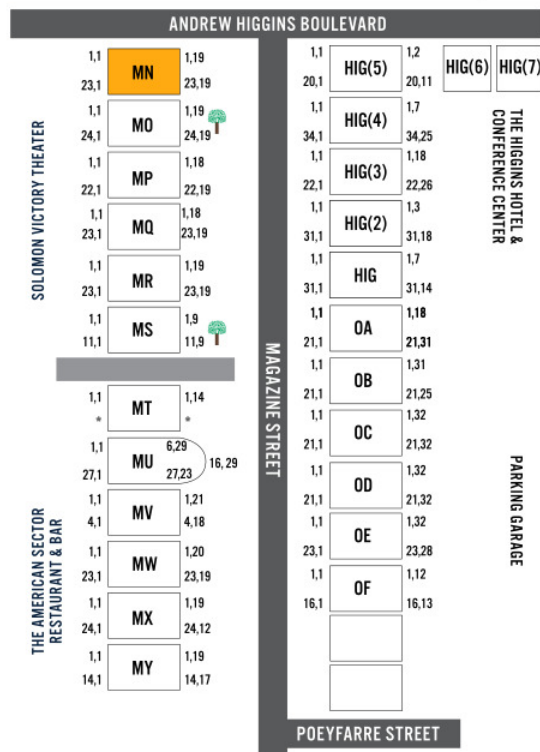 ANDREW HIGGINS BOULEVARD
SOLOMON VICTORY THEATER
1,1 MN 1,19
23,1 23,19
1,1 MO 1,19
24,1 24,19
1,1 MP 1,18
22,1 22,19
1,1 MQ 1,18
23,1 23,19
1,1 MR 1,19
23,1 23,19
1,1 MS 1,9
11,1 11,9
THE AMERICAN SECTOR
RESTAURANT & BAR
1,1 MT 1,14
* *
1,1 MU 6,29
27,1 27,23 16,29
1,1 MV 1,21
4,1 4,18
1,1 MW 1,20
23,1 23,19
1,1 MX 1,19
24,1 24,12
1,1 MY 1,19
14,1 14,17
MAGAZINE STREET
1,1 HIG(5) 1,2 HIG(6) HIG(7)
20,1 20,11
1,1 HIG(4) 1,7
34,1 34,25
1,1 HIG(3) 1,18
22,1 22,26
1,1 HIG(2) 1,3
31,1 31,18
1,1 HIG 1,7
31,1 31,14
1,1 OA 1,18
21,1 21,31
1,1 OB 1,31
21,1 21,25
1,1 OC 1,32
21,1 21,32
1,1 OD 1,32
21,1 21,32
1,1 OE 1,32
23,1 23,28
1,1 OF 1,12
16,1 16,13
THE HIGGINS HOTEL &
CONFERENCE CENTER
PARKING GARAGE
POEYFARRE STREET